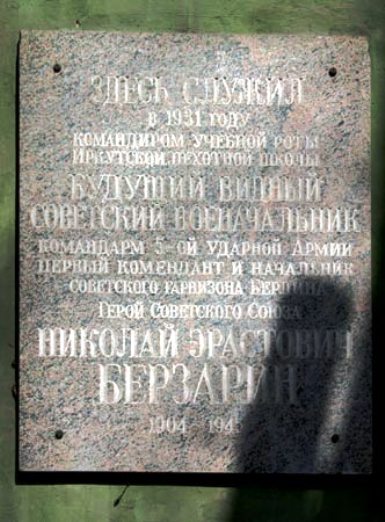 ЗДЕСЬ СЛУЖИЛ
В 1931 ГОДУ
КОМАНДИРОМ УЧЕБНОЙ РОТЫ
ИРКУТСКОЙ ПЕХОТНОЙ ШКОЛЫ
БУДУЩИЙ ВИДНЫЙ
СОВЕТСКИЙ ВОЕНАЧАЛЬНИК
КОМАНДАРМ 5-ОЙ УДАРНОЙ АРМИИ
ПЕРВЫЙ КОМЕНДАНТ И НАЧАЛЬНИК
СОВЕТСКОГО ГАРНИЗОНА БЕРЛИНА
ГЕРОЙ СОВЕТСКОГО СОЮЗА
НИКОЛАЙ ЭРАСТОВИЧ
БЕРЗАРИН
1904 - 1945